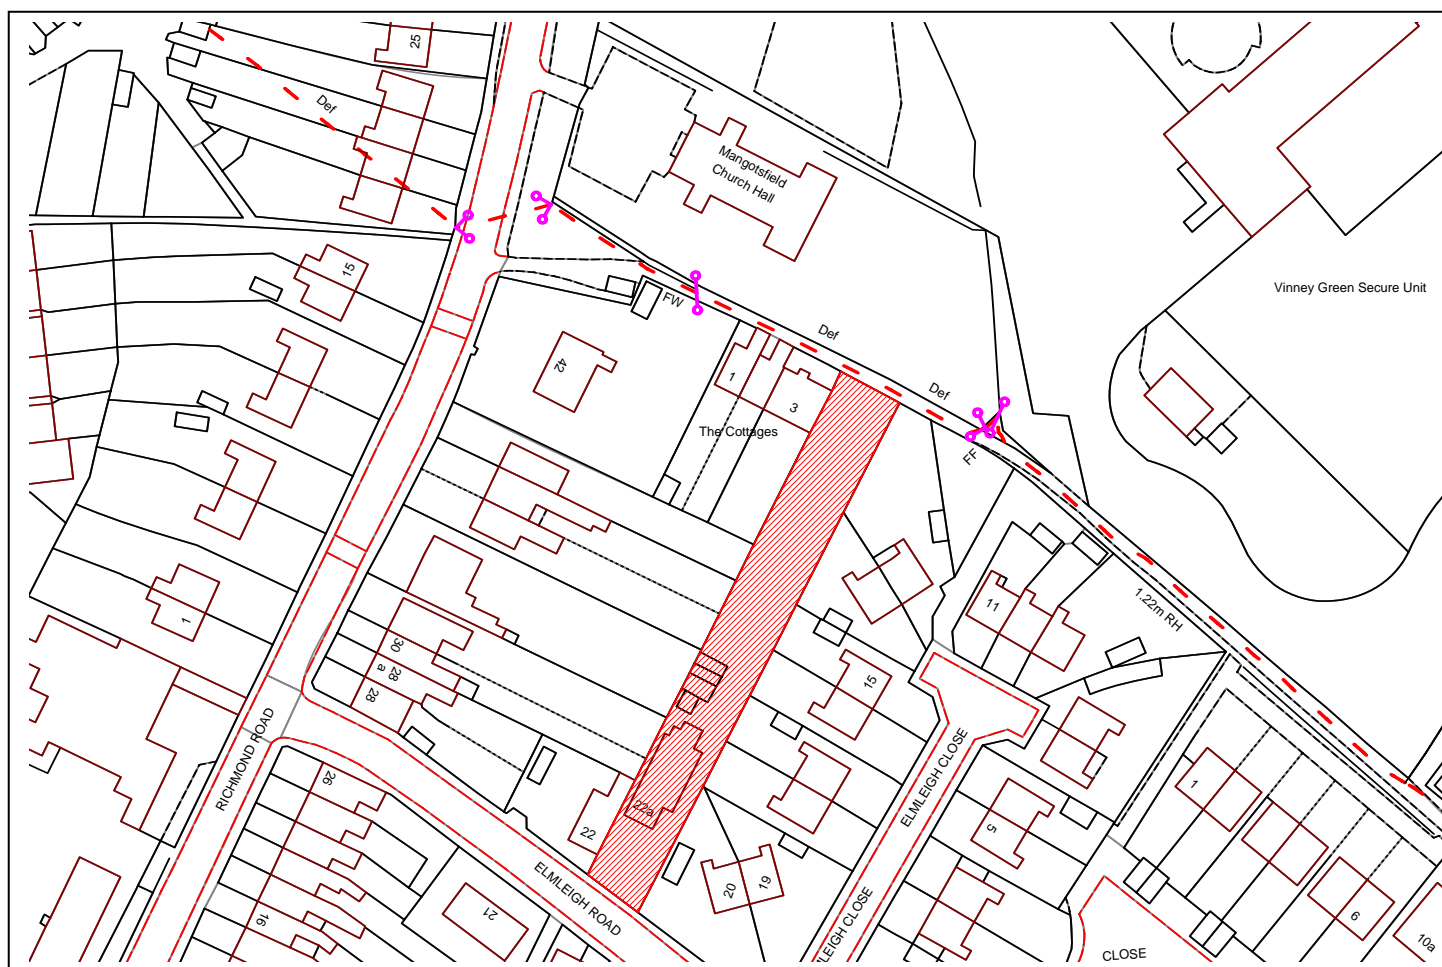 25
Def
Mangotsfield
Church Hall
15
Vinney Green Secure Unit
FW
Def
42
1
3
Def
The Cottages
FF
1
11
1.22m RH
30
28
a
28
15
RICHMOND ROAD
26
22a
22
ELMLEIGH CLOSE
1
5
ELMLEIGH ROAD
20
19
16
21
MLEIGH CLOSE
6
10a
CLOSE